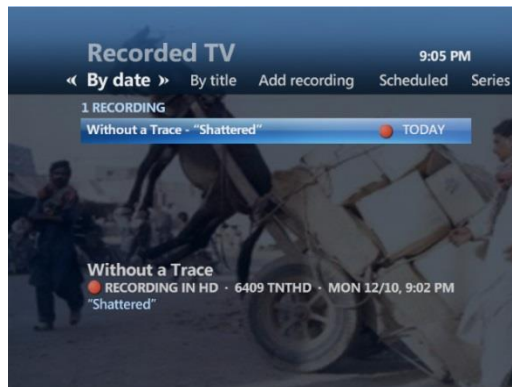 Recorded TV
9:05 PM
« By date » By title Add recording Scheduled Series
1 RECORDING
Without a Trace - "Shattered" TODAY
Without a Trace
RECORDING IN HD · 6409 TNTHD · MON 12/10, 9:02 PM
"Shattered"